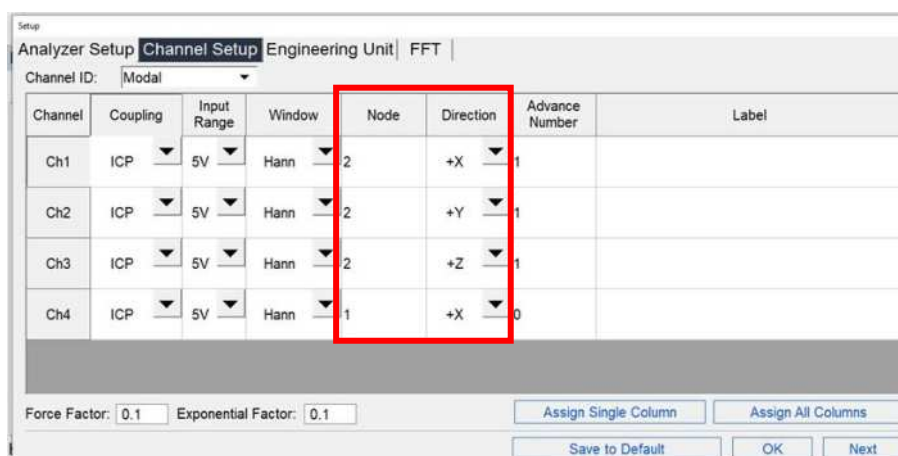 Setup
Analyzer Setup Channel Setup Engineering Unit FFT
Channel ID: Modal
Channel Coupling Input Range Window Node Direction Advance Number Label
Ch1 ICP 5V Hann 2 +X 1
Ch2 ICP 5V Hann 2 +Y 1
Ch3 ICP 5V Hann 2 +Z 1
Ch4 ICP 5V Hann 1 +X 0
Force Factor: 0.1 Exponential Factor: 0.1 Assign Single Column Assign All Columns
Save to Default OK Next